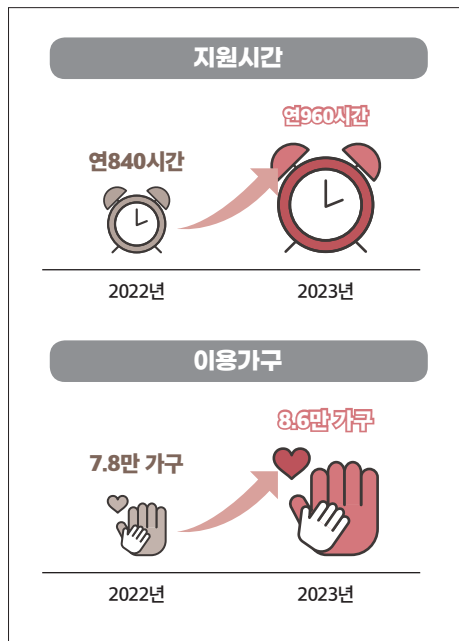 지원시간
연960시간
연840시간
2022년 2023년
이용가구
8.6만 가구
7.8만 가구
2022년 2023년